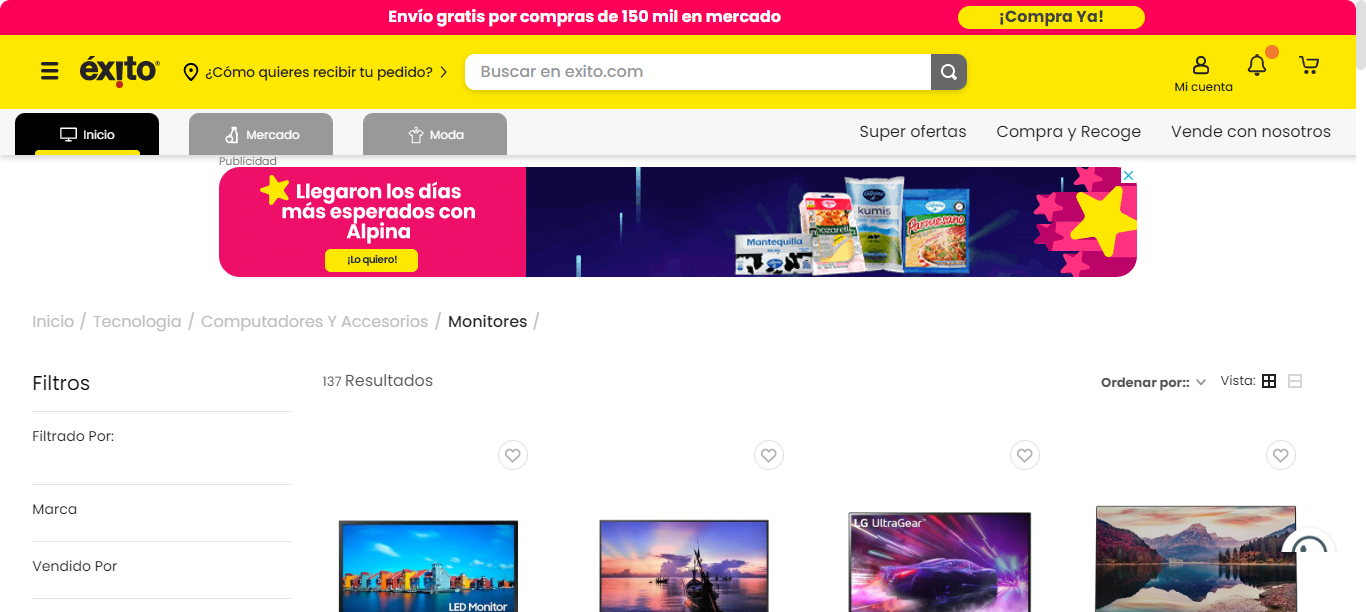 Envío gratis por compras de 150 mil en mercado
¡Compra Ya!
éxito
¿Cómo quieres recibir tu pedido?
Buscar en exito.com
Mi cuenta
Inicio
Mercado
Moda
Super ofertas
Compra y Recoge
Vende con nosotros
Publicidad
Llegaron los días
más esperados con
Alpina
¡Lo quiero!
Mantequilla
mozarella
kumis
Parmesano
Inicio / Tecnologia / Computadores Y Accesorios / Monitores /
Filtros
137 Resultados
Ordenar por::
Vista:
Filtrado Por:
Marca
Vendido Por
LED Monitor
LG UltraGear™